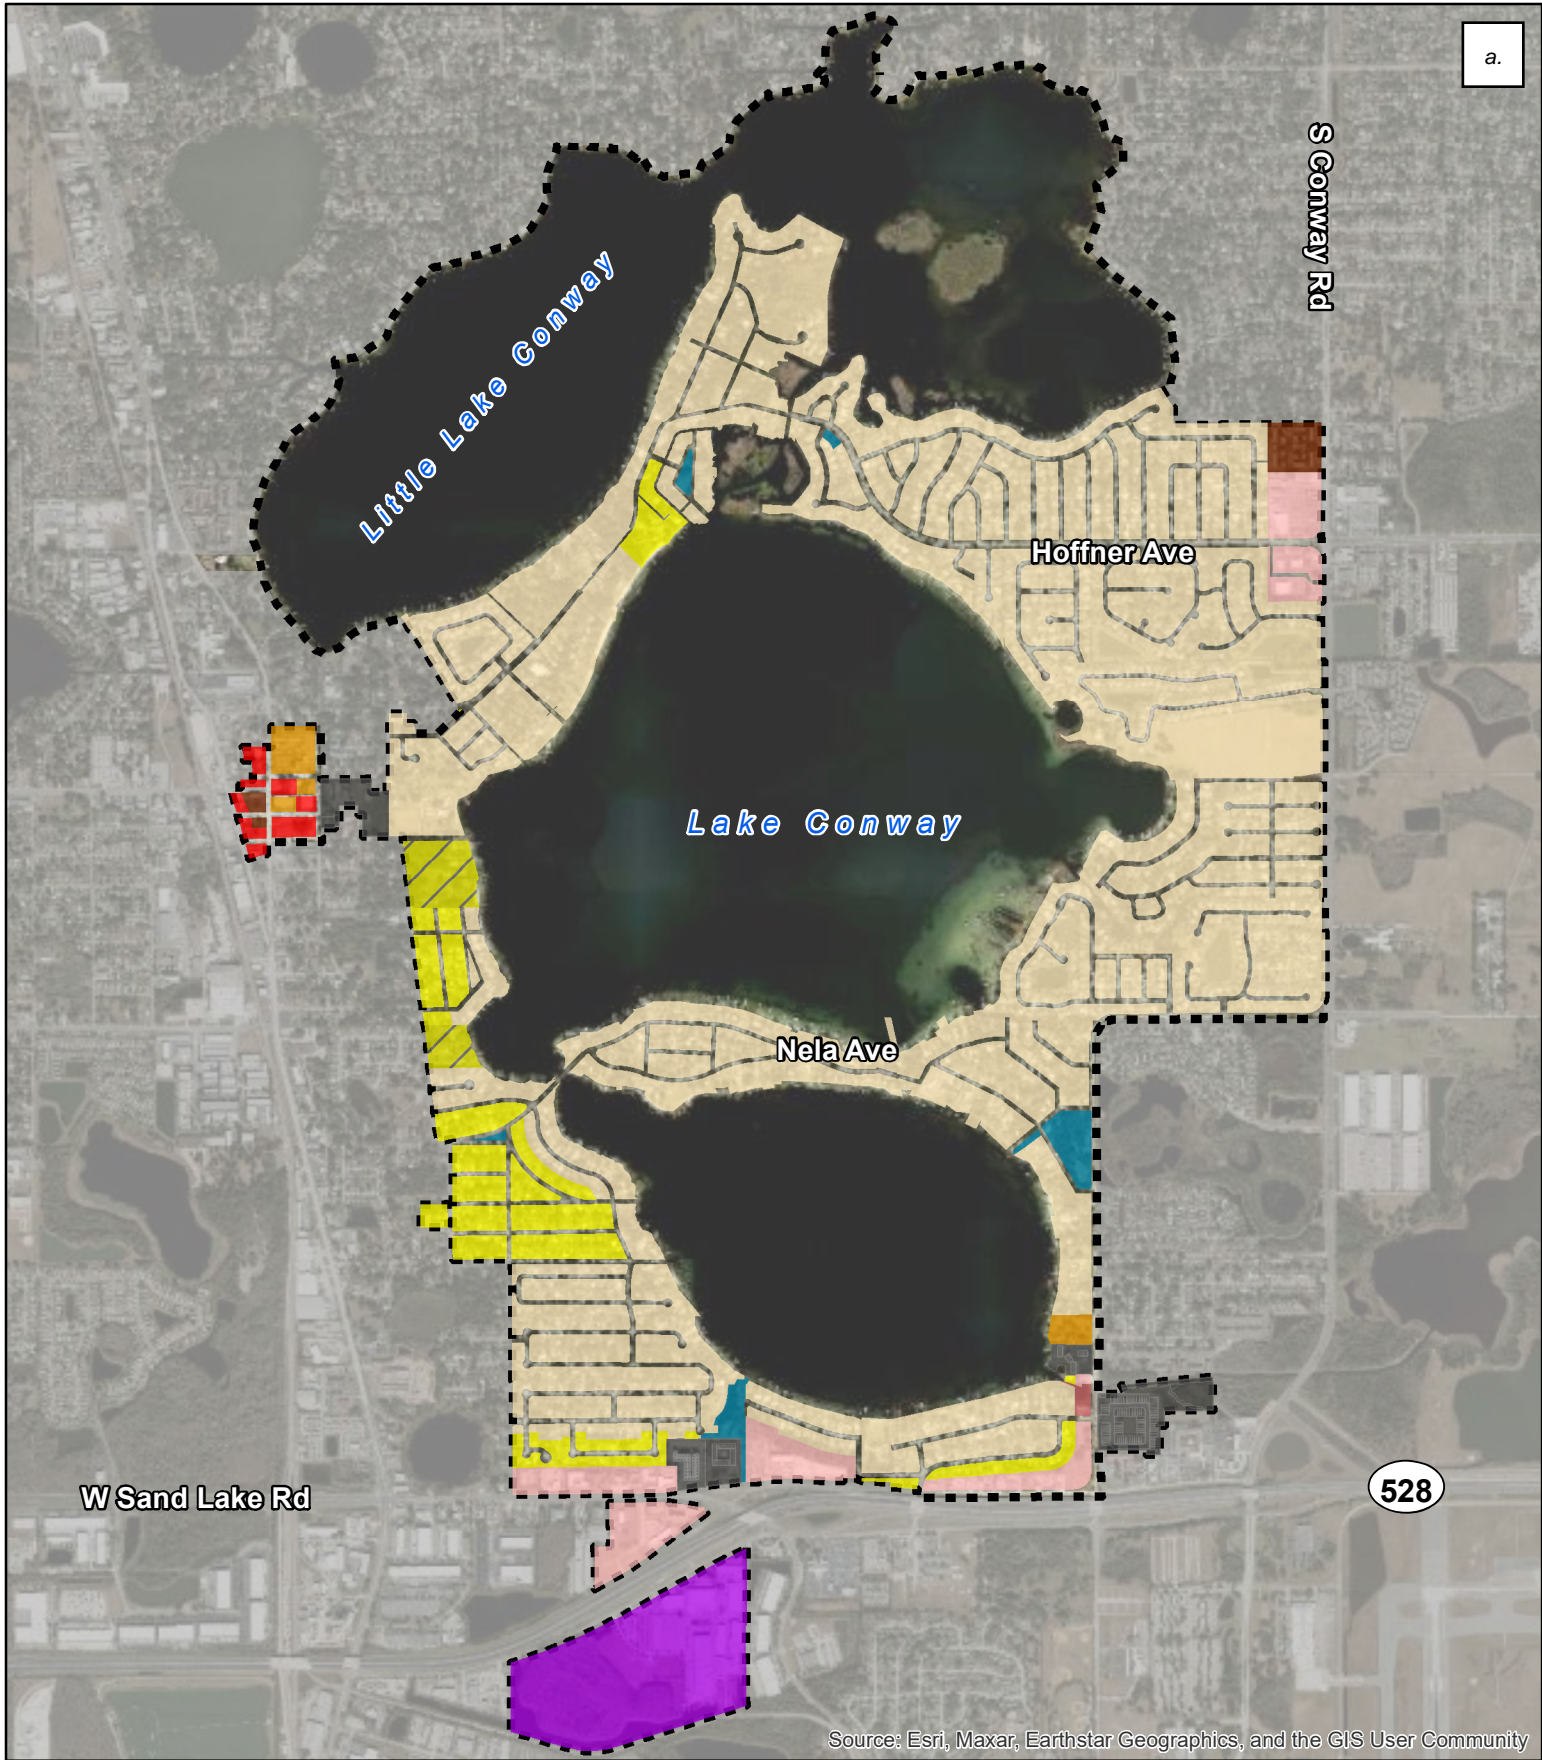 a.
S Conway Rd
Little Lake Conway
Hoffner Ave
Lake Conway
Nela Ave
W Sand Lake Rd
528
Source: Esri, Maxar, Earthstar Geographics, and the GIS User Community